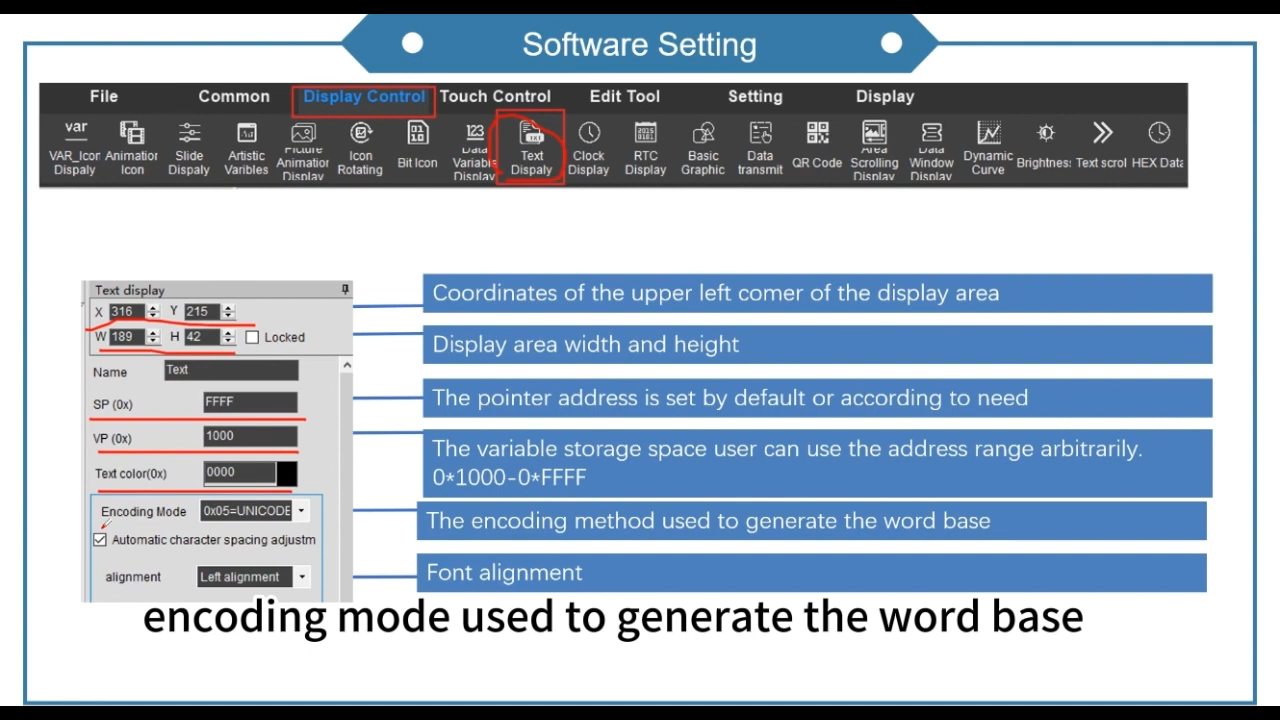 Software Setting
File Common Display Control Touch Control Edit Tool Setting Display
var
VAR_Icon Dispaly
Animation Icon
Slide Dispaly
Artistic Varibles
Picture Animation Display
Icon Rotating
Bit Icon
123
Data Variable Display
Text Dispaly
Clock Display
RTC Display
Basic Graphic
Data transmit
QR Code
Area Scrolling Display
Data Window Display
Dynamic Curve
Brightnes
Text scrol
HEX Data
Text display
X 316 Y 215
W 189 H 42 Locked
Name Text
SP (0x) FFFF
VP (0x) 1000
Text color(0x) 0000
Encoding Mode 0x05=UNICODE
Automatic character spacing adjustm
alignment Left alignment
Coordinates of the upper left comer of the display area
Display area width and height
The pointer address is set by default or according to need
The variable storage space user can use the address range arbitrarily.
0*1000-0*FFFF
The encoding method used to generate the word base
Font alignment
encoding mode used to generate the word base